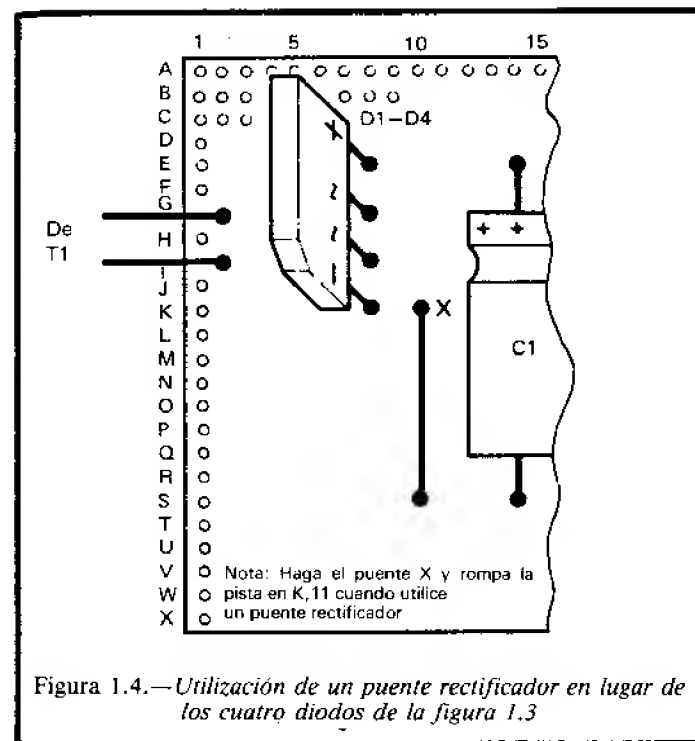 1 5 10 15
A
B
C D1–D4
D
E
F
G
De
T1
H
I
J
K X
L
C1
M
N
O
P
Q
R
S
T
U
V Nota: Haga el puente X y rompa la
W pista en K,11 cuando utilice
X un puente rectificador
+ ~ ~ –
+ +
Figura 1.4.—Utilización de un puente rectificador en lugar de
los cuatro diodos de la figura 1.3